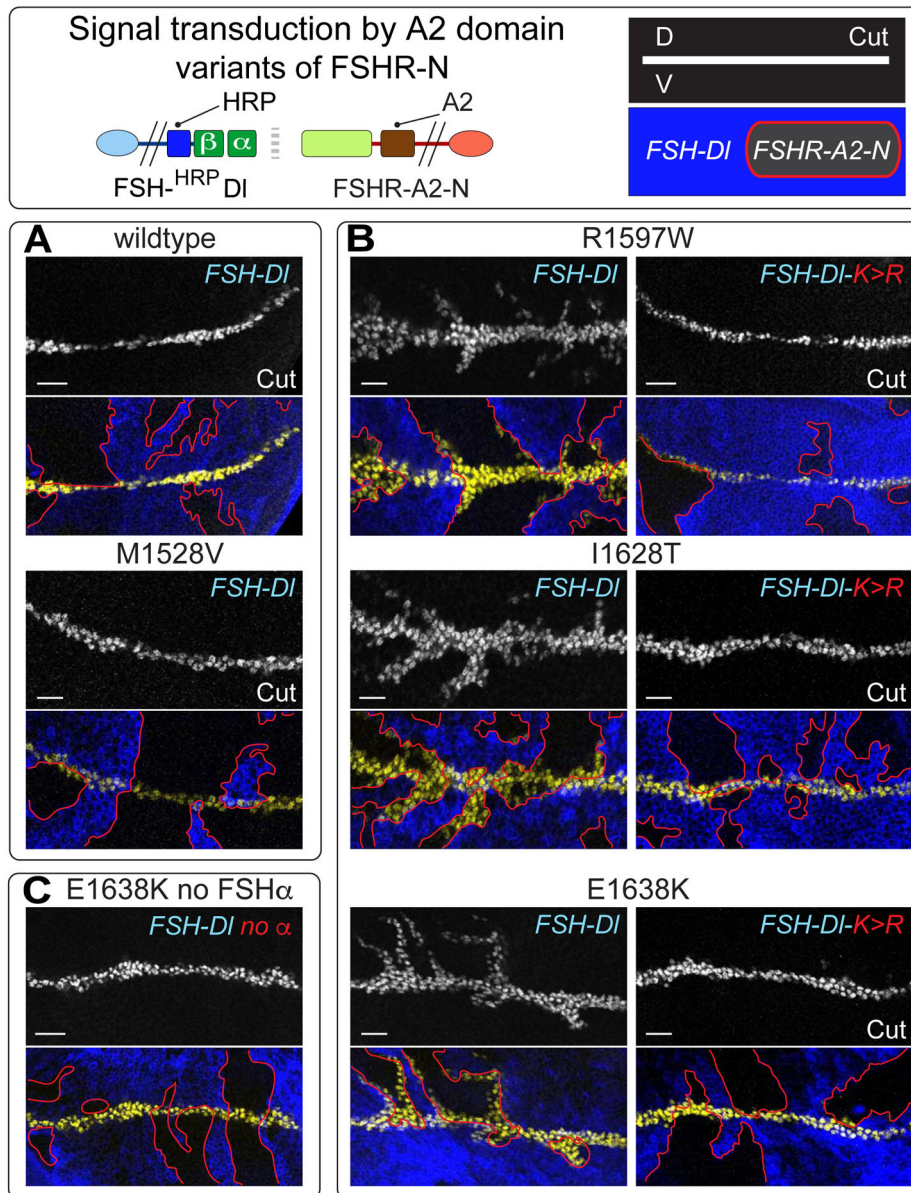 Signal transduction by A2 domain
variants of FSHR-N
HRP
A2
β α
FSH-HRPDl
FSHR-A2-N
D
Cut
V
FSH-Dl
FSHR-A2-N
A
wildtype
FSH-Dl
Cut
M1528V
FSH-Dl
Cut
B
R1597W
FSH-Dl
FSH-Dl-K>R
Cut
I1628T
FSH-Dl
FSH-Dl-K>R
C
E1638K no FSHα
FSH-Dl no α
E1638K
FSH-Dl
FSH-Dl-K>R
Cut